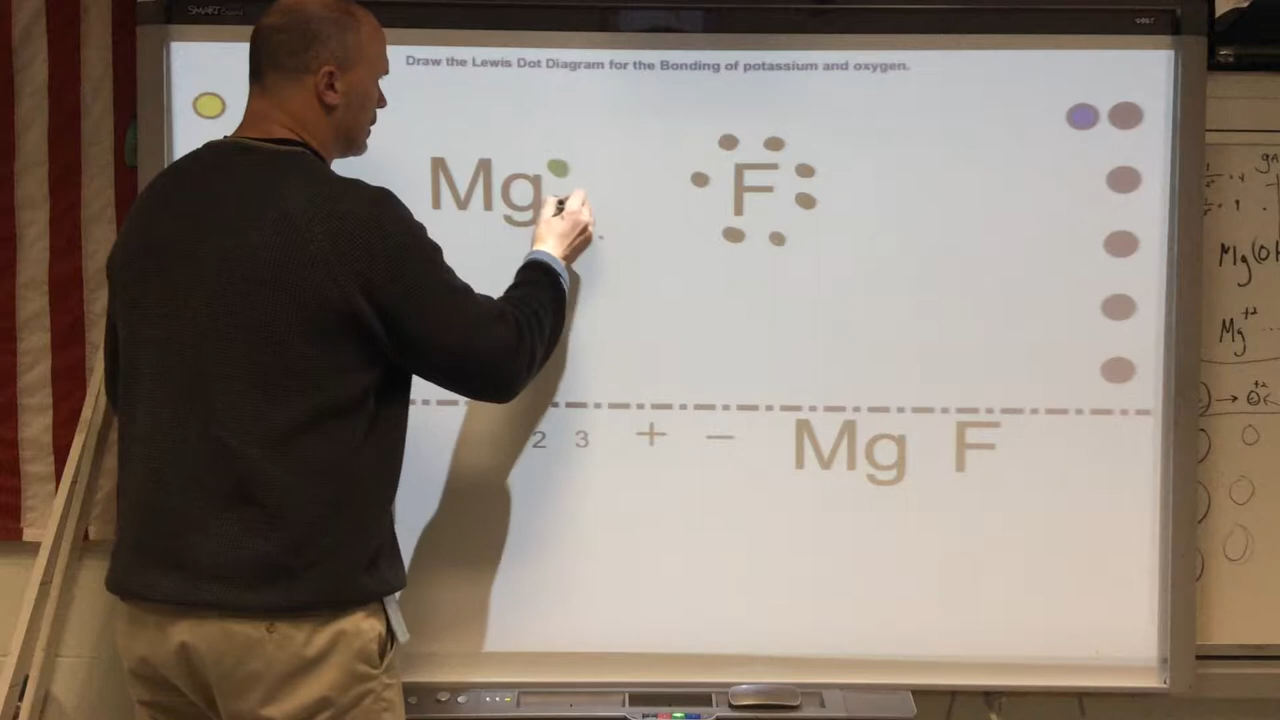 SMART
Draw the Lewis Dot Diagram for the Bonding of potassium and oxygen.
Mg F
2 3 + − Mg F
Mg(OH
Mg+2